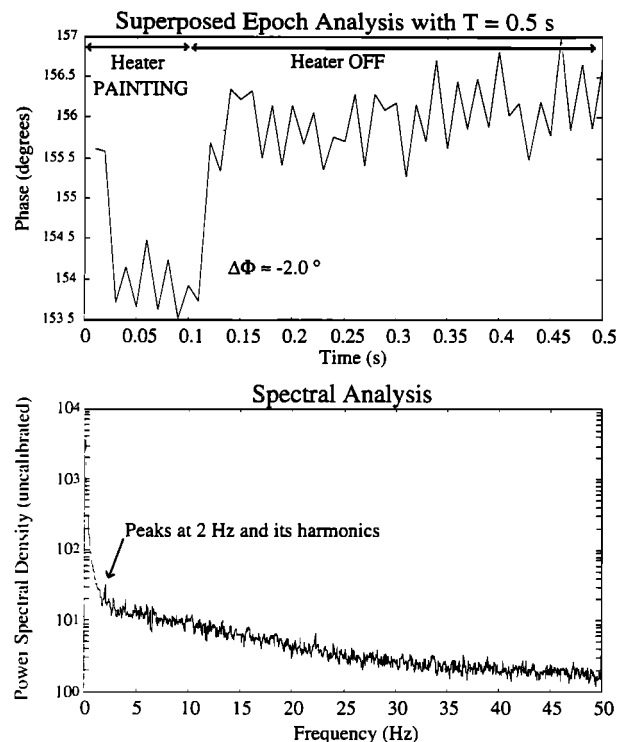 Superposed Epoch Analysis with T = 0.5 s
157
156.5
156
155.5
155
154 5
154
153 5
Phase (degrees)
Heater
PAINTING
Heater OFF
ΔΦ ≈ -2.0 °
0 0.05 0.1 0.15 0.2 0.25 0.3 0.35 0.4 0.45 0.5
Time (s)
Spectral Analysis
104
103
102
101
100
Power Spectral Density (uncalibrated)
Peaks at 2 Hz and its harmonics
0 5 10 15 20 25 30 35 40 45 50
Frequency (Hz)